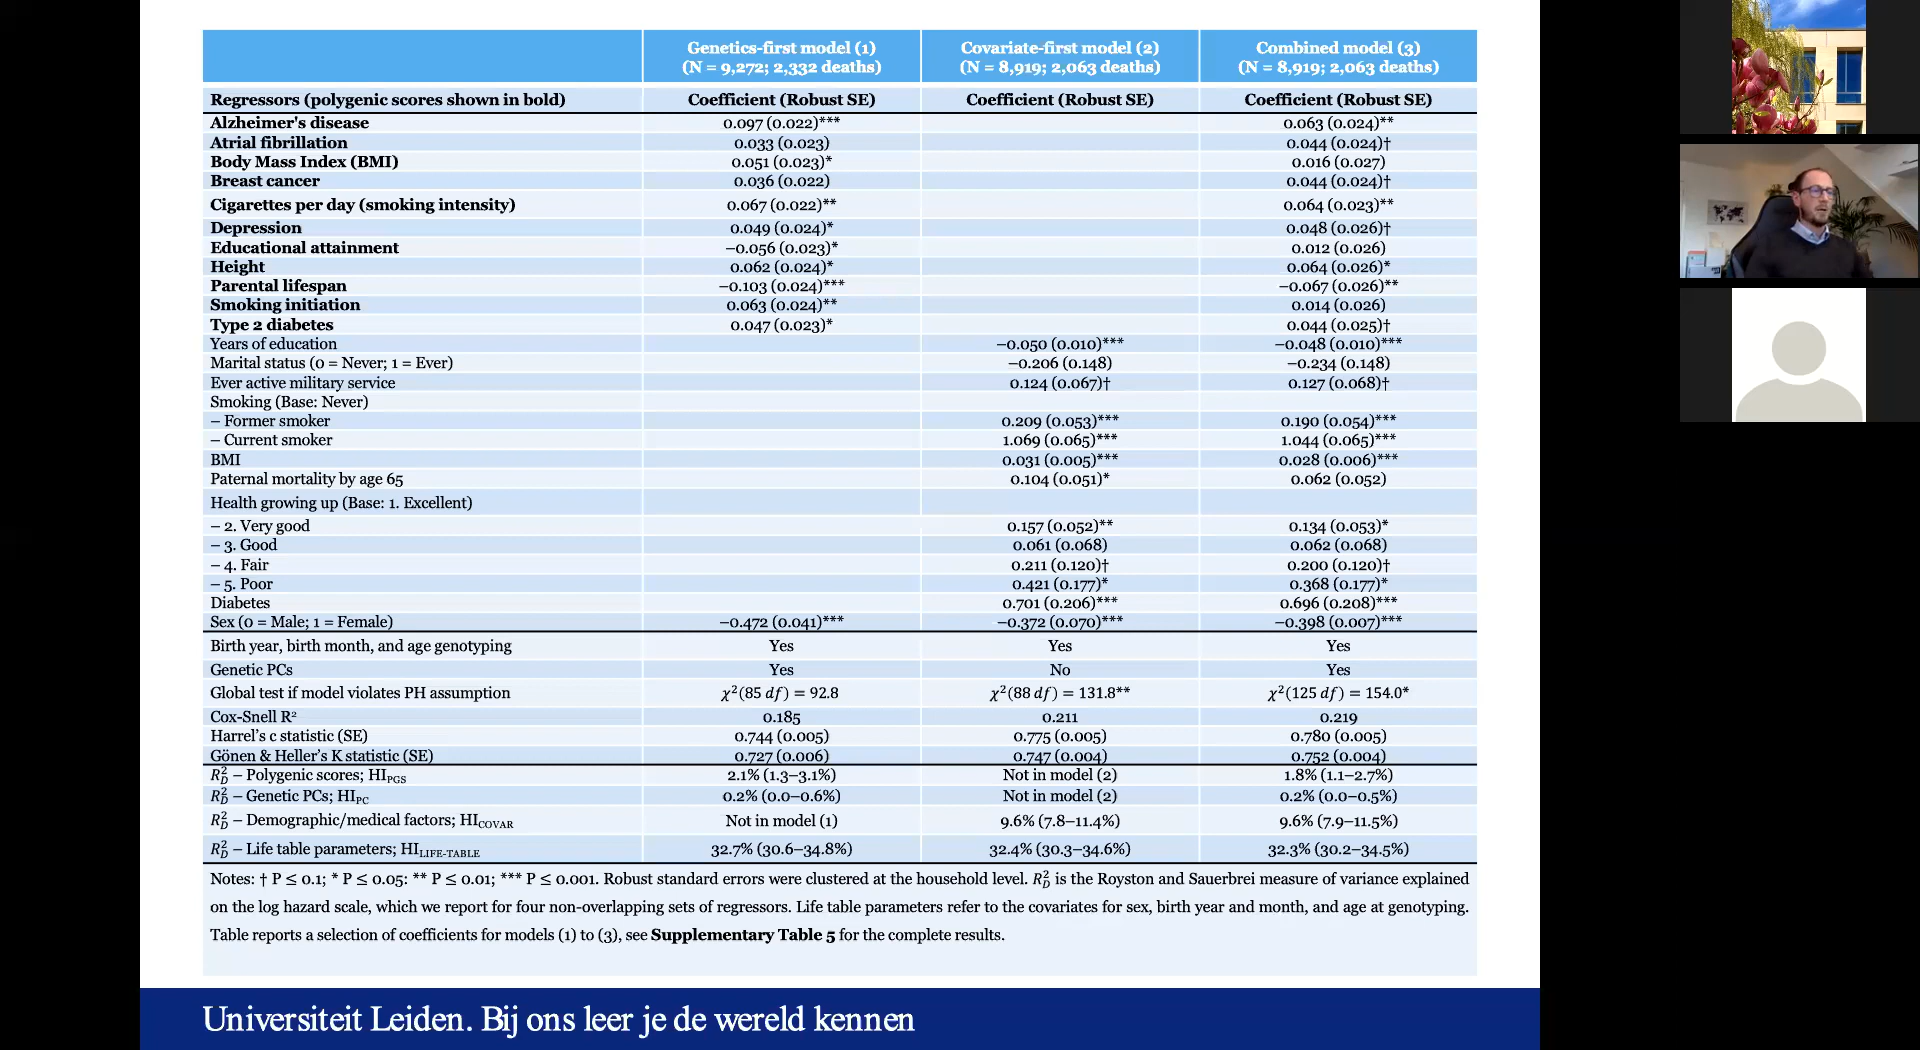 Genetics-first model (1) Covariate-first model (2) Combined model (3)
(N = 9,272; 2,332 deaths) (N = 8,919; 2,063 deaths) (N = 8,919; 2,063 deaths)
Regressors (polygenic scores shown in bold) Coefficient (Robust SE) Coefficient (Robust SE) Coefficient (Robust SE)
Alzheimer's disease 0.097 (0.022)*** 0.063 (0.024)**
Atrial fibrillation 0.033 (0.023) 0.044 (0.024)†
Body Mass Index (BMI) 0.051 (0.023)* 0.016 (0.027)
Breast cancer 0.036 (0.022) 0.044 (0.024)†
Cigarettes per day (smoking intensity) 0.067 (0.022)** 0.064 (0.023)**
Depression 0.049 (0.024)* 0.048 (0.026)†
Educational attainment −0.056 (0.023)* 0.012 (0.026)
Height 0.062 (0.024)* 0.064 (0.026)*
Parental lifespan −0.103 (0.024)*** −0.067 (0.026)**
Smoking initiation 0.063 (0.024)** 0.014 (0.026)
Type 2 diabetes 0.047 (0.023)* 0.044 (0.025)†
Years of education −0.050 (0.010)*** −0.048 (0.010)***
Marital status (0 = Never; 1 = Ever) −0.206 (0.148) −0.234 (0.148)
Ever active military service 0.124 (0.067)† 0.127 (0.068)†
Smoking (Base: Never)
– Former smoker 0.209 (0.053)*** 0.190 (0.054)***
– Current smoker 1.069 (0.065)*** 1.044 (0.065)***
BMI 0.031 (0.005)*** 0.028 (0.006)***
Paternal mortality by age 65 0.104 (0.051)* 0.062 (0.052)
Health growing up (Base: 1. Excellent)
– 2. Very good 0.157 (0.052)** 0.134 (0.053)*
– 3. Good 0.061 (0.068) 0.062 (0.068)
– 4. Fair 0.211 (0.120)† 0.200 (0.120)†
– 5. Poor 0.421 (0.177)* 0.368 (0.177)*
Diabetes 0.701 (0.206)*** 0.696 (0.208)***
Sex (0 = Male; 1 = Female) −0.472 (0.041)*** −0.372 (0.070)*** −0.398 (0.007)***
Birth year, birth month, and age genotyping Yes Yes Yes
Genetic PCs Yes No Yes
Global test if model violates PH assumption χ²(85 df) = 92.8 χ²(88 df) = 131.8** χ²(125 df) = 154.0*
Cox-Snell R² 0.185 0.211 0.219
Harrel's c statistic (SE) 0.744 (0.005) 0.775 (0.005) 0.780 (0.005)
Gönen & Heller's K statistic (SE) 0.727 (0.006) 0.747 (0.004) 0.752 (0.004)
R²D – Polygenic scores; HIPGS 2.1% (1.3–3.1%) Not in model (2) 1.8% (1.1–2.7%)
R²D – Genetic PCs; HIPC 0.2% (0.0–0.6%) Not in model (2) 0.2% (0.0–0.5%)
R²D – Demographic/medical factors; HICOVAR Not in model (1) 9.6% (7.8–11.4%) 9.6% (7.9–11.5%)
R²D – Life table parameters; HILIFE-TABLE 32.7% (30.6–34.8%) 32.4% (30.3–34.6%) 32.3% (30.2–34.5%)
Notes: † P ≤ 0.1; * P ≤ 0.05: ** P ≤ 0.01; *** P ≤ 0.001. Robust standard errors were clustered at the household level. R²D is the Royston and Sauerbrei measure of variance explained
on the log hazard scale, which we report for four non-overlapping sets of regressors. Life table parameters refer to the covariates for sex, birth year and month, and age at genotyping.
Table reports a selection of coefficients for models (1) to (3), see Supplementary Table 5 for the complete results.
Universiteit Leiden. Bij ons leer je de wereld kennen